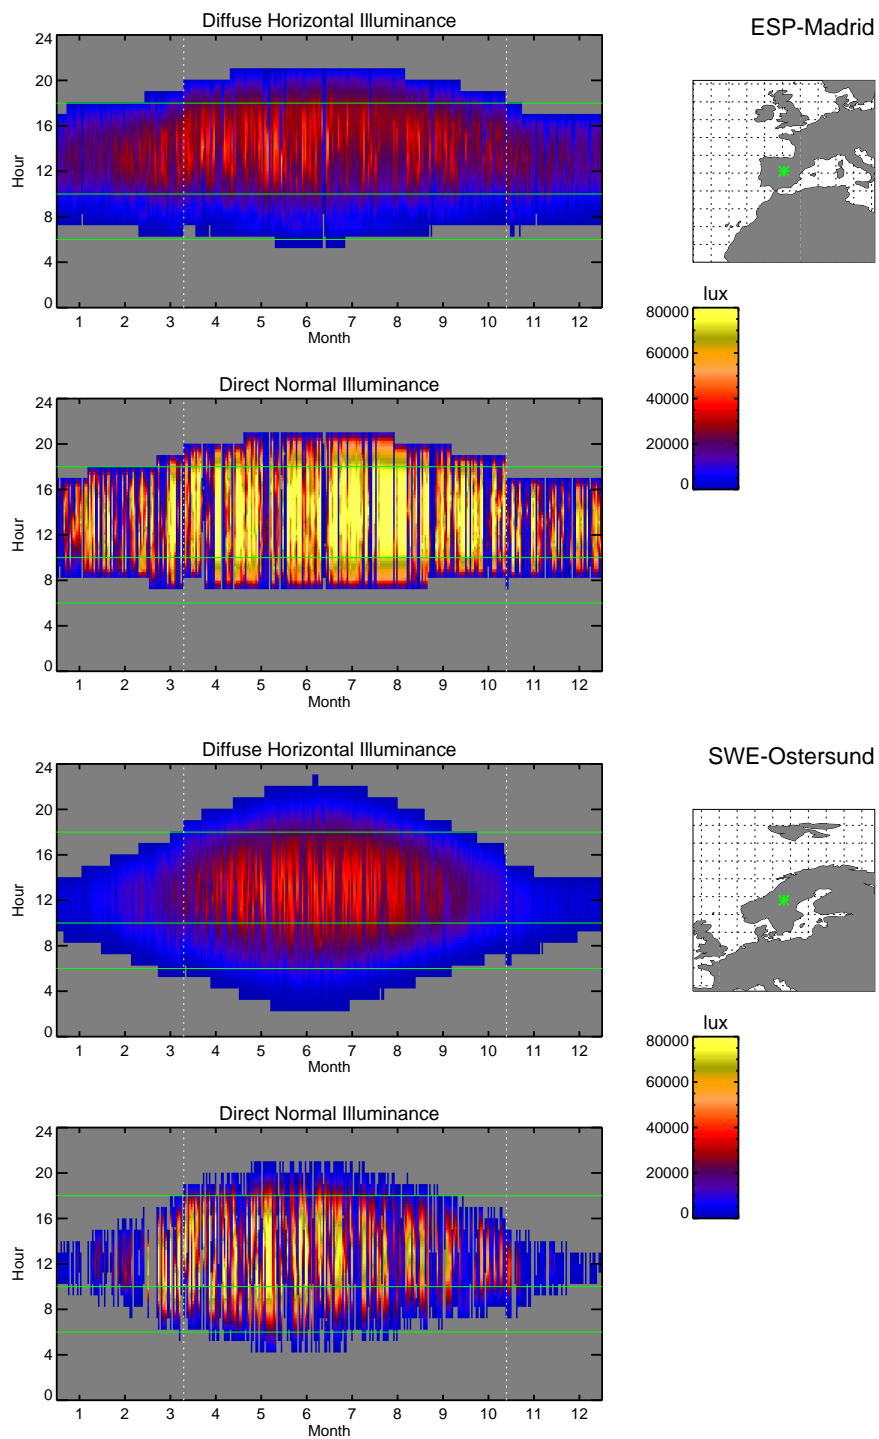 Diffuse Horizontal Illuminance
ESP-Madrid
24
20
16
12
8
4
0
Hour
1 2 3 4 5 6 7 8 9 10 11 12
Month
lux
80000
60000
40000
20000
0
Direct Normal Illuminance
24
20
16
12
8
4
0
Hour
1 2 3 4 5 6 7 8 9 10 11 12
Month
Diffuse Horizontal Illuminance
SWE-Ostersund
24
20
16
12
8
4
0
Hour
1 2 3 4 5 6 7 8 9 10 11 12
Month
lux
80000
60000
40000
20000
0
Direct Normal Illuminance
24
20
16
12
8
4
0
Hour
1 2 3 4 5 6 7 8 9 10 11 12
Month